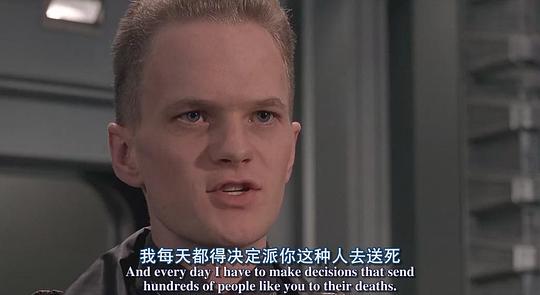 我每天都得决定派你这种人去送死
And every day I have to make decisions that send
hundreds of people like you to their deaths.